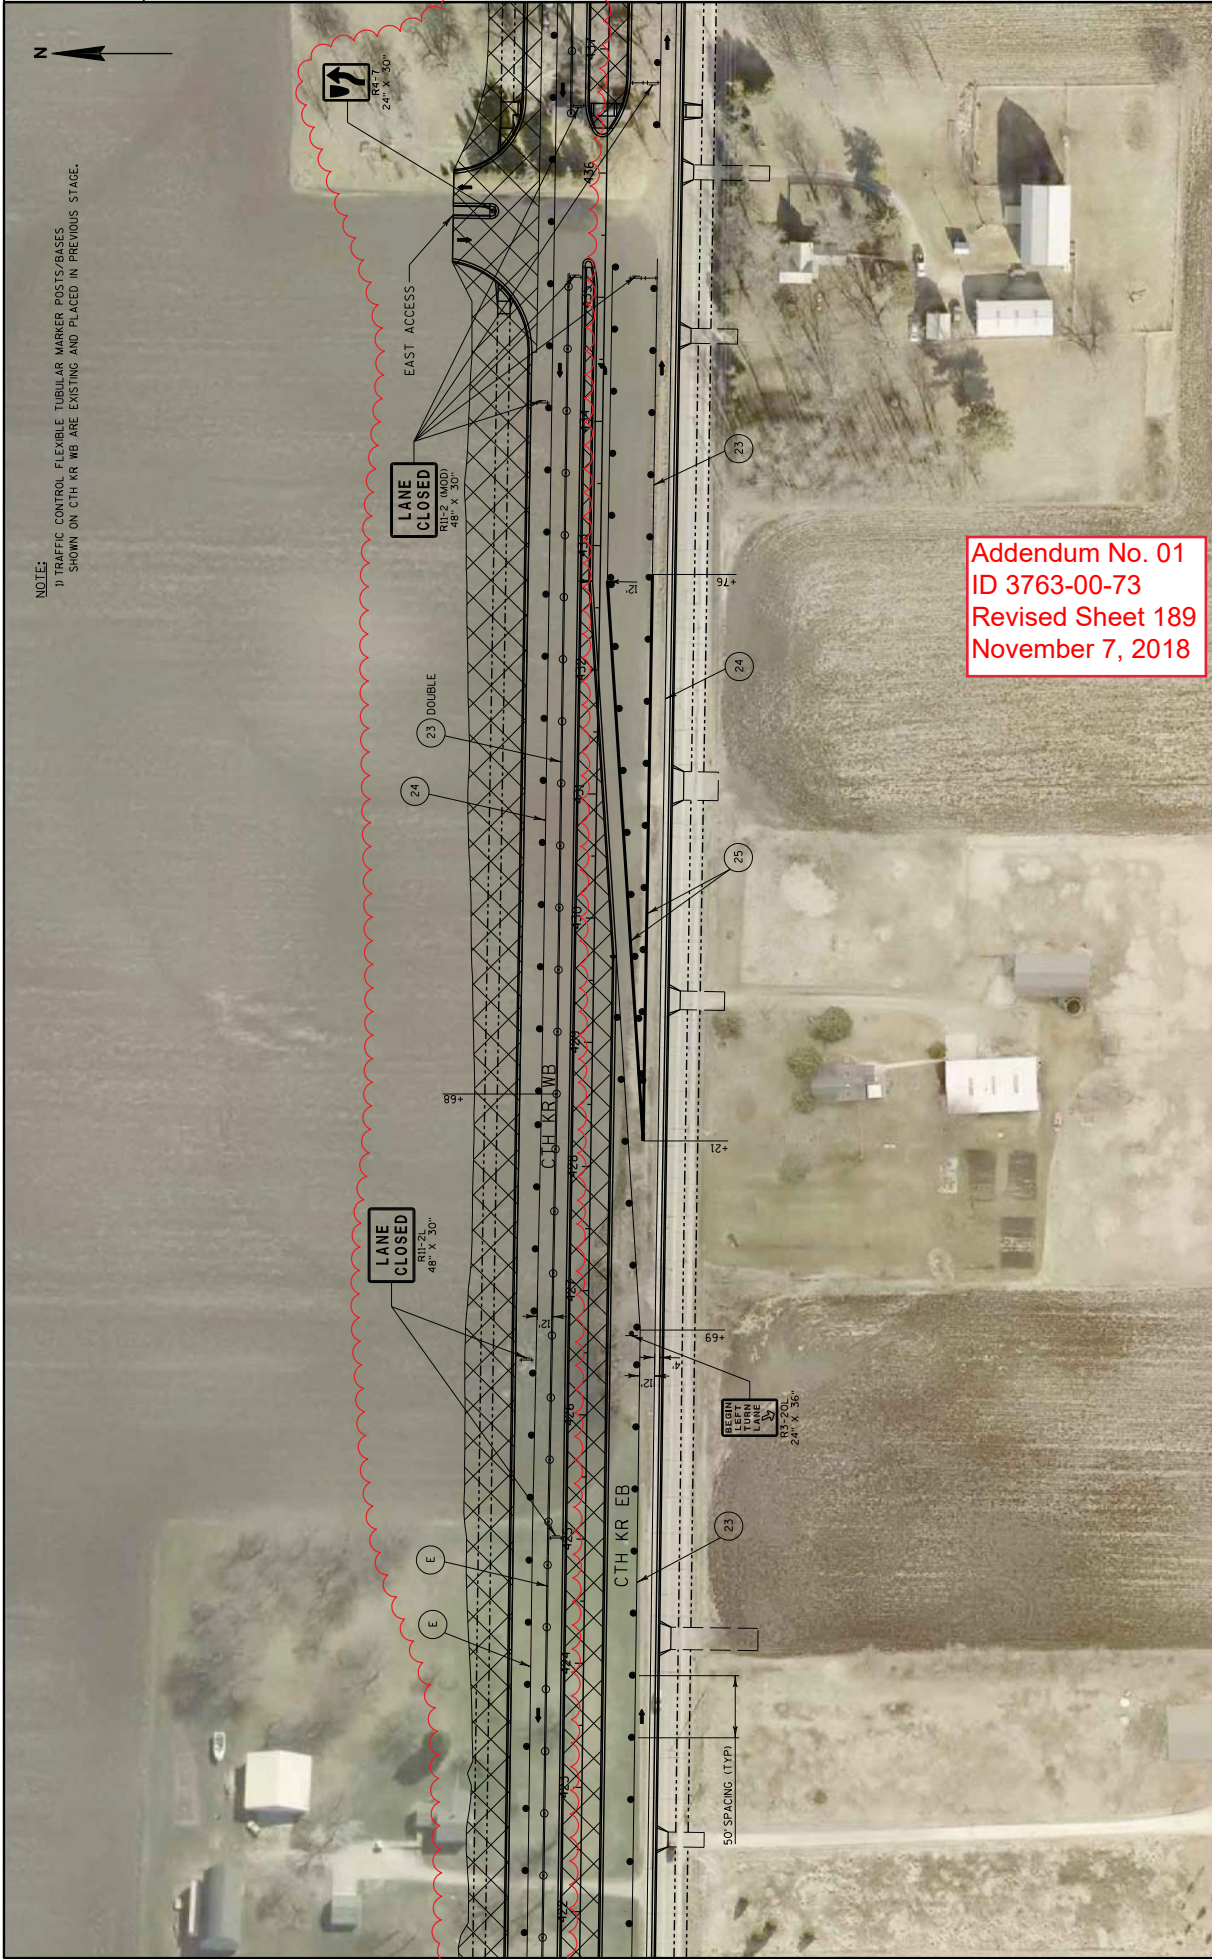 N
NOTE:
1) TRAFFIC CONTROL FLEXIBLE TUBULAR MARKER POSTS/BASES
SHOWN ON CTH KR WB ARE EXISTING AND PLACED IN PREVIOUS STAGE.
R4-7
24" X 30"
EAST ACCESS
LANE
CLOSED
R11-2 (MOD)
48" X 30"
LANE
CLOSED
R11-2L
48" X 30"
23 DOUBLE
24
E
E
+68
12'
CTH KR WB
422
423
424
425
426
427
428
429
430
431
432
433
434
435
436
437
CTH KR EB
12'
+76
+21
+69
4'
12'
BEGIN
LEFT
TURN
LANE
R3-20L
24" X 36"
23
24
25
23
50' SPACING (TYP)
Addendum No. 01
ID 3763-00-73
Revised Sheet 189
November 7, 2018